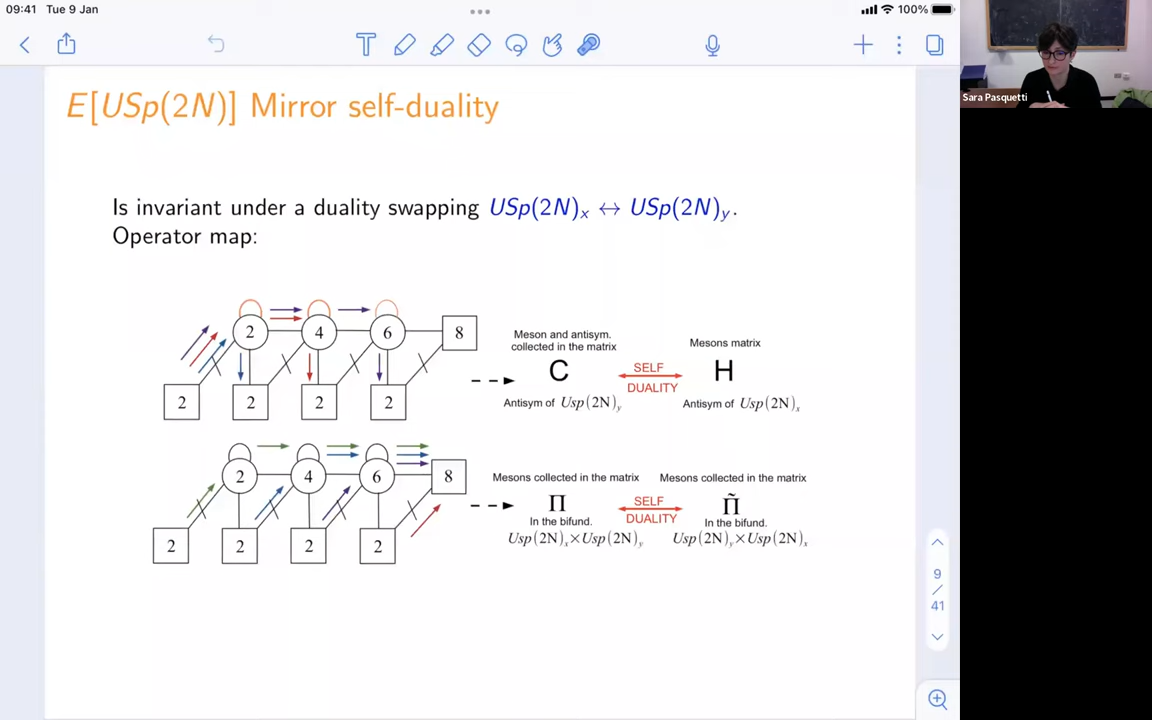 09:41 Tue 9 Jan
100%
Sara Pasquetti
E[USp(2N)] Mirror self-duality
Is invariant under a duality swapping USp(2N)x ↔ USp(2N)y.
Operator map:
2 4 6 8
2 2 2 2
Meson and antisym.
collected in the matrix
C
Antisym of Usp(2N)y
SELF
DUALITY
Mesons matrix
H
Antisym of Usp(2N)x
2 4 6 8
2 2 2 2
Mesons collected in the matrix
Π
In the bifund.
Usp(2N)x×Usp(2N)y
SELF
DUALITY
Mesons collected in the matrix
Π̃
In the bifund.
Usp(2N)y×Usp(2N)x
9
/
41